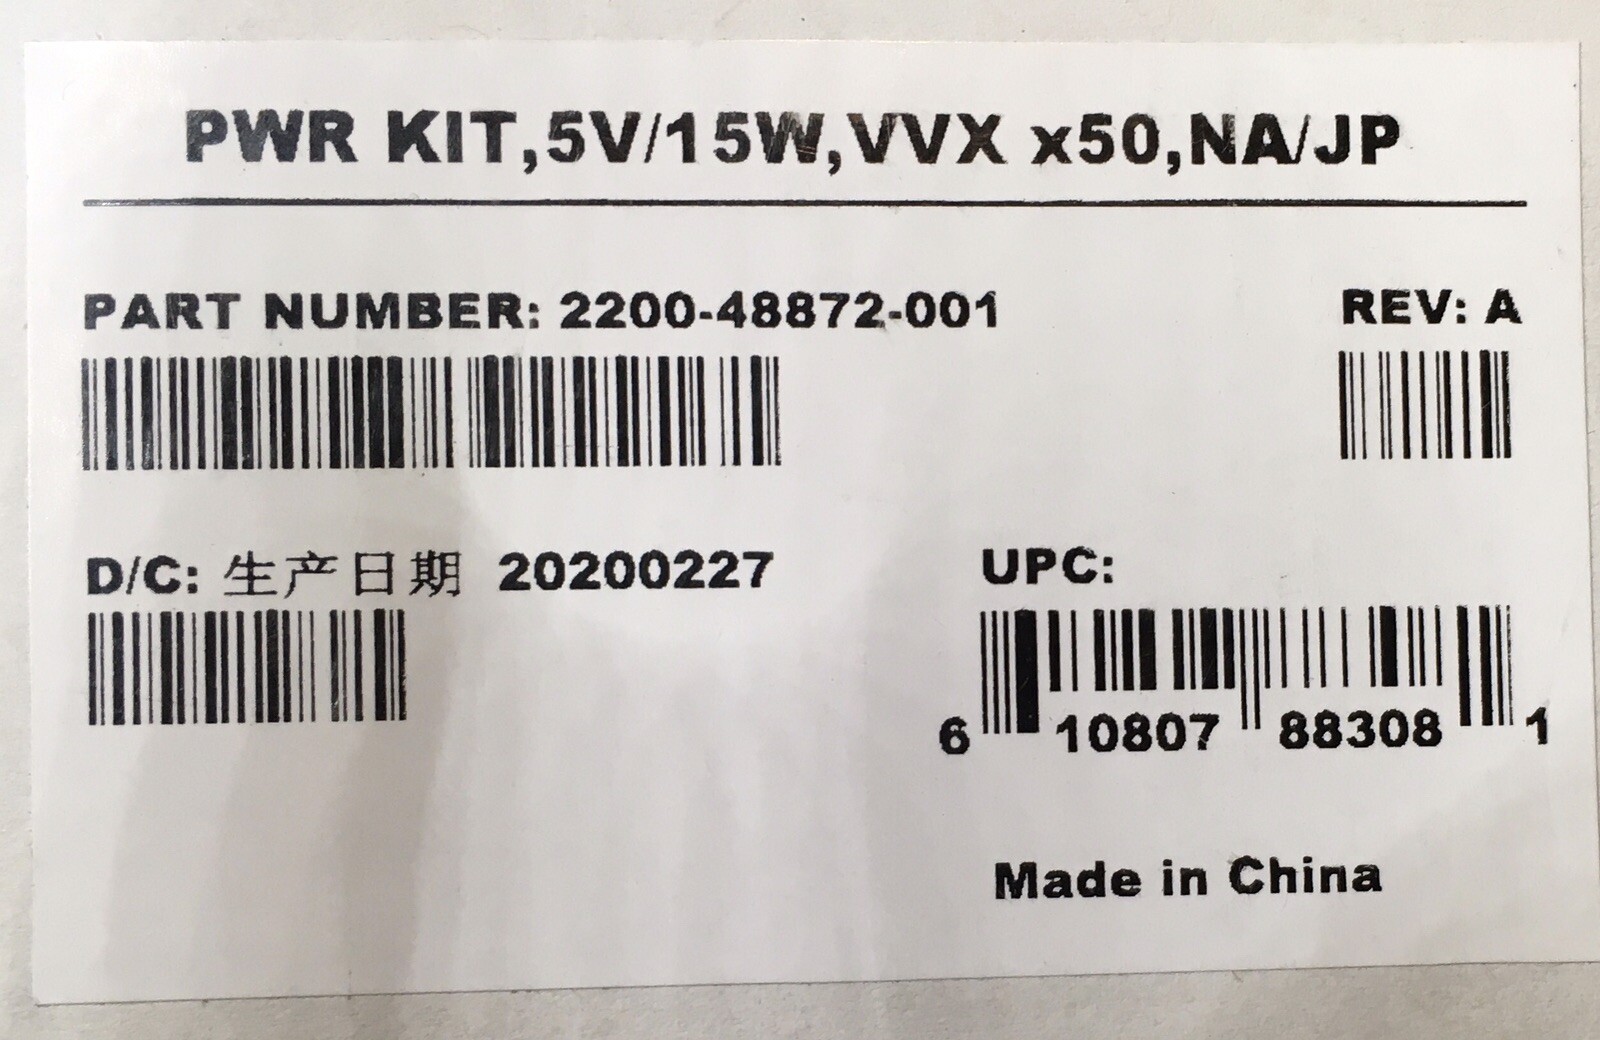 PWR KIT,5V/15W,VVX x50,NA/JP
PART NUMBER: 2200-48872-001
REV: A
D/C: 生产日期 20200227
UPC:
6 10807 88308 1
Made in China